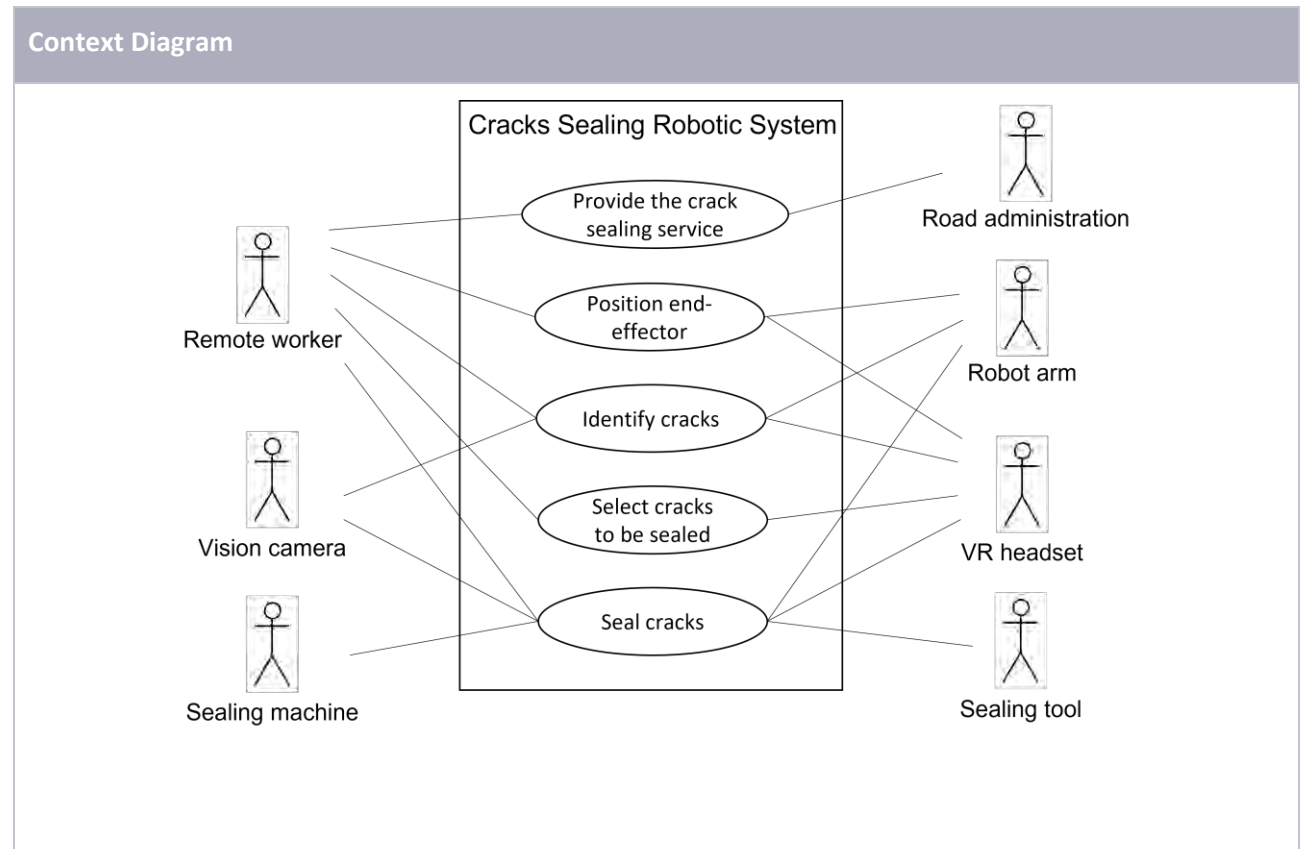 Context Diagram
Cracks Sealing Robotic System
Provide the crack
sealing service
Road administration
Remote worker
Position end-
effector
Robot arm
Identify cracks
Vision camera
Select cracks
to be sealed
VR headset
Seal cracks
Sealing machine
Sealing tool